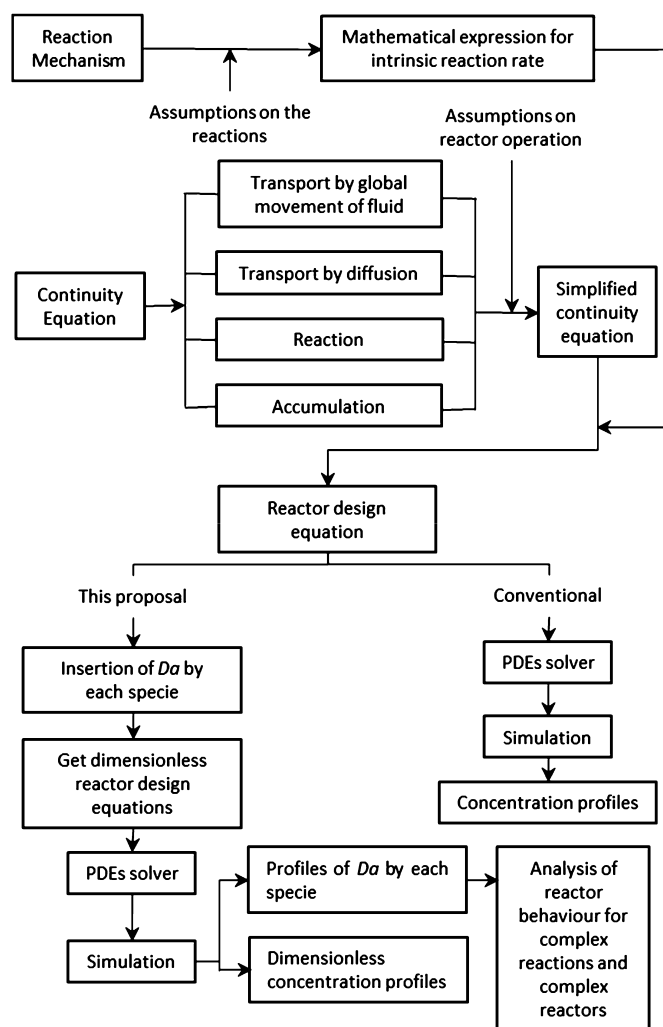 Reaction
Mechanism
Mathematical expression for
intrinsic reaction rate
Assumptions on the
reactions
Assumptions on
reactor operation
Transport by global
movement of fluid
Transport by diffusion
Continuity
Equation
Reaction
Accumulation
Simplified
continuity
equation
Reactor design
equation
This proposal
Conventional
Insertion of Da by
each specie
Get dimensionless
reactor design
equations
PDEs solver
Simulation
PDEs solver
Simulation
Concentration profiles
Profiles of Da by each
specie
Dimensionless
concentration profiles
Analysis of
reactor
behaviour for
complex
reactions and
complex
reactors